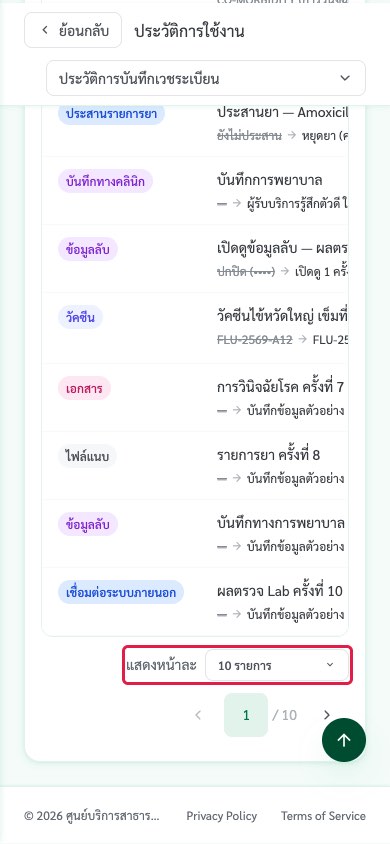 ย้อนกลับ ประวัติการใช้งาน
ประวัติการบันทึกเวชระเบียน
ประสานรายการยา ประสานยา — Amoxicil
ยังไม่ประสาน → หยุดยา (ค
บันทึกทางคลินิก บันทึกการพยาบาล
— → ผู้รับบริการรู้สึกตัวดี ใ
ข้อมูลลับ เปิดดูข้อมูลลับ — ผลตร
ปกปิด (----) → เปิดดู 1 ครั้ง
วัคซีน วัคซีนไข้หวัดใหญ่ เข็มที่
FLU-2569-A12 → FLU-25
เอกสาร การวินิจฉัยโรค ครั้งที่ 7
— → บันทึกข้อมูลตัวอย่าง
ไฟล์แนบ รายการยา ครั้งที่ 8
— → บันทึกข้อมูลตัวอย่าง
ข้อมูลลับ บันทึกทางการพยาบาล
— → บันทึกข้อมูลตัวอย่าง
เชื่อมต่อระบบภายนอก ผลตรวจ Lab ครั้งที่ 10
— → บันทึกข้อมูลตัวอย่าง
แสดงหน้าละ 10 รายการ
1 / 10
© 2026 ศูนย์บริการสาธาร... Privacy Policy Terms of Service